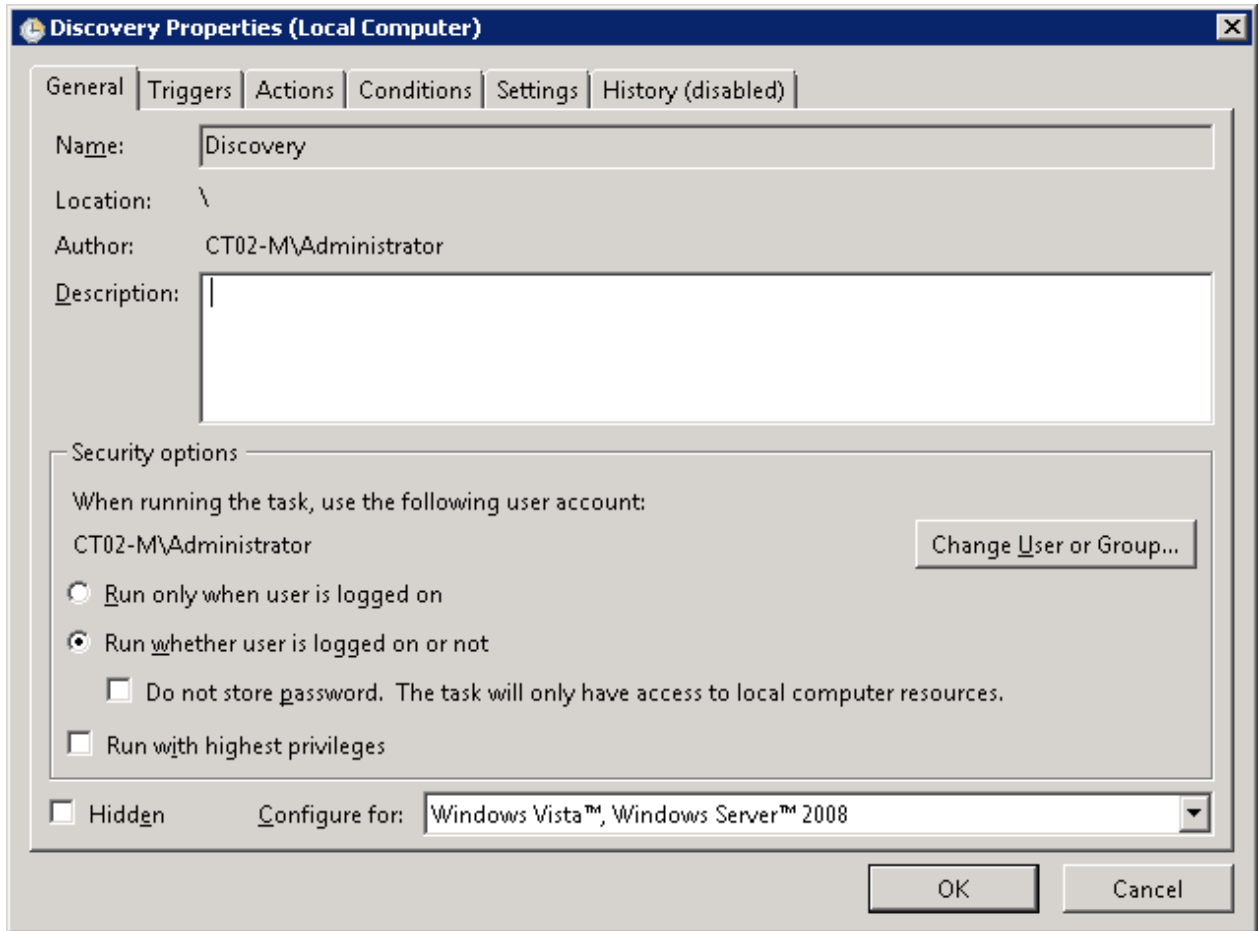 Discovery Properties (Local Computer)
General Triggers Actions Conditions Settings History (disabled)
Name: Discovery
Location: \
Author: CT02-M\Administrator
Description:
Security options
When running the task, use the following user account:
CT02-M\Administrator Change User or Group...
Run only when user is logged on
Run whether user is logged on or not
Do not store password. The task will only have access to local computer resources.
Run with highest privileges
Hidden Configure for: Windows Vista™, Windows Server™ 2008
OK Cancel